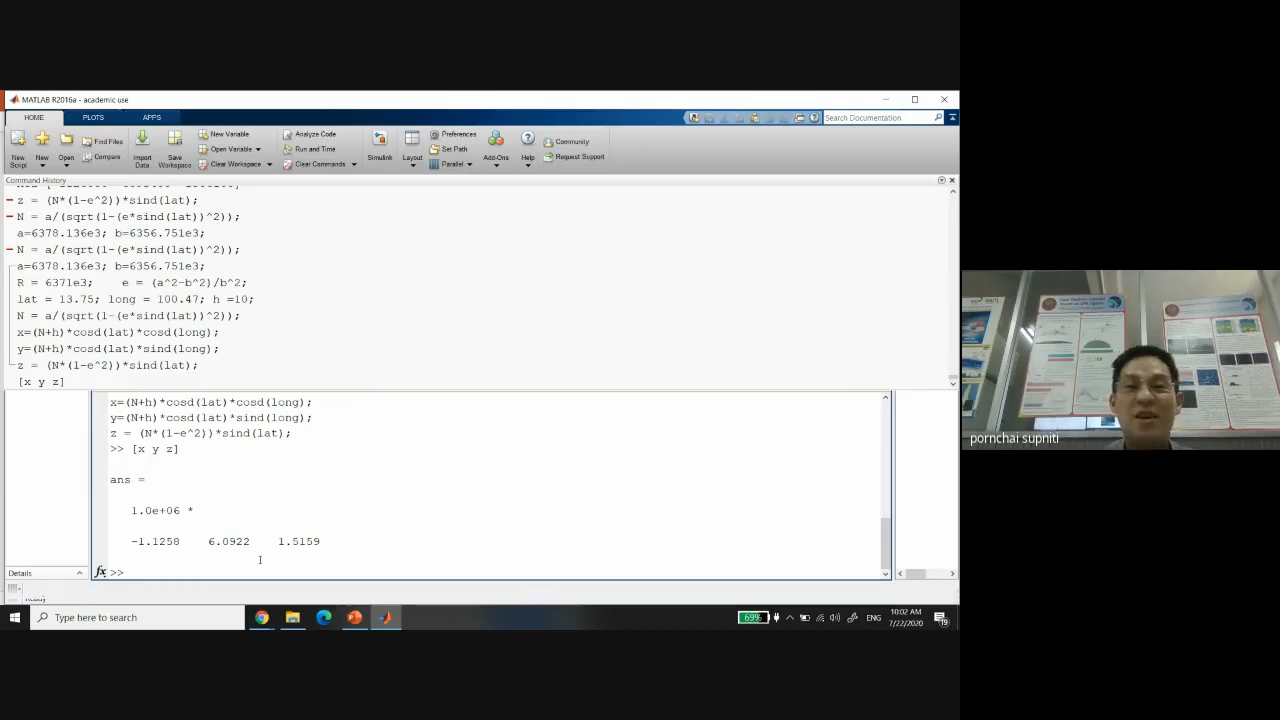 MATLAB R2016a - academic use
HOME PLOTS APPS
Search Documentation
New Script
New
Open
Find Files
Compare
Import Data
Save Workspace
New Variable
Open Variable
Clear Workspace
Analyze Code
Run and Time
Clear Commands
Simulink
Layout
Preferences
Set Path
Parallel
Add-Ons
Help
Community
Request Support
Command History
z = (N*(1-e^2))*sind(lat);
N = a/(sqrt(1-(e*sind(lat))^2));
a=6378.136e3; b=6356.751e3;
N = a/(sqrt(1-(e*sind(lat))^2));
a=6378.136e3; b=6356.751e3;
R = 6371e3; e = (a^2-b^2)/b^2;
lat = 13.75; long = 100.47; h =10;
N = a/(sqrt(1-(e*sind(lat))^2));
x=(N+h)*cosd(lat)*cosd(long);
y=(N+h)*cosd(lat)*sind(long);
z = (N*(1-e^2))*sind(lat);
[x y z]
x=(N+h)*cosd(lat)*cosd(long);
y=(N+h)*cosd(lat)*sind(long);
z = (N*(1-e^2))*sind(lat);
>> [x y z]
ans =
1.0e+06 *
-1.1258 6.0922 1.5159
fx >>
Details
Type here to search
69%
ENG
10:02 AM
7/22/2020
19
pornchai supniti